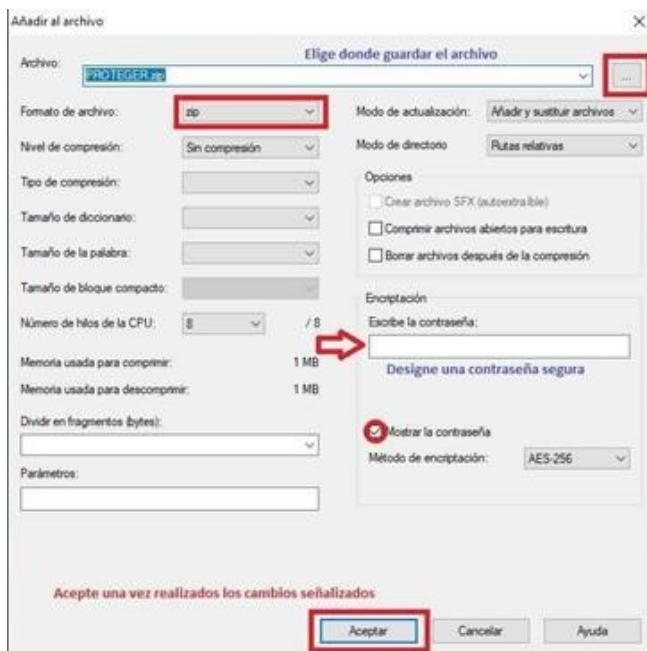 Añadir al archivo
Elige donde guardar el archivo
Archivo:
PROTEGER.zip
...
Formato de archivo:
zip
Modo de actualización:
Añadir y sustituir archivos
Nivel de compresión:
Sin compresión
Modo de directorio
Rutas relativas
Tipo de compresión:
Opciones
Crear archivo SFX (autoextraíble)
Tamaño de diccionario:
Comprimir archivos abiertos para escritura
Tamaño de la palabra:
Borrar archivos después de la compresión
Tamaño de bloque compacto:
Encriptación
Número de hilos de la CPU:
8
/ 8
Escribe la contraseña:
Memoria usada para comprimir:
1 MB
Designe una contraseña segura
Memoria usada para descomprimir:
1 MB
Dividir en fragmentos (bytes):
Mostrar la contraseña
Método de encriptación:
AES-256
Parámetros:
Acepte una vez realizados los cambios señalizados
Aceptar
Cancelar
Ayuda